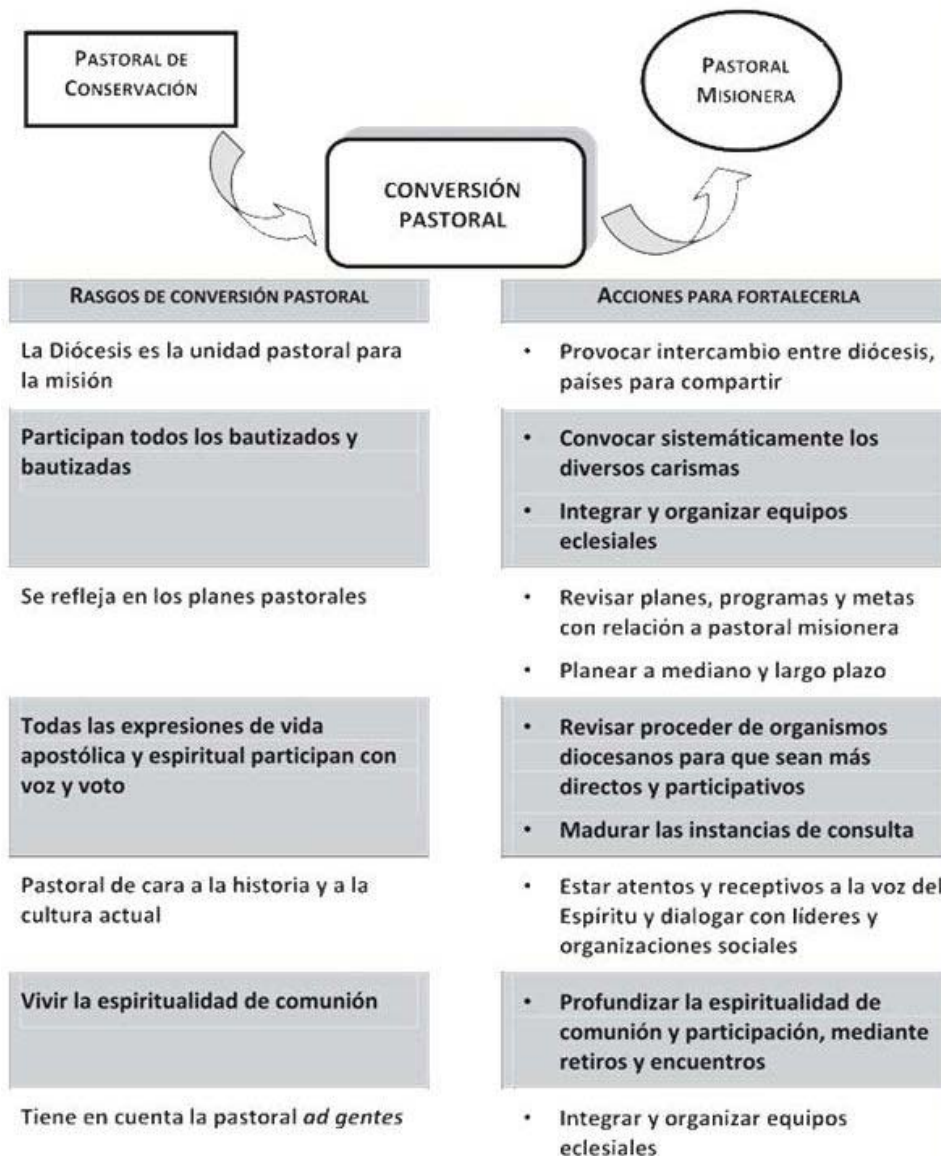 PASTORAL DE
CONSERVACIÓN
PASTORAL
MISIONERA
CONVERSIÓN
PASTORAL
RASGOS DE CONVERSIÓN PASTORAL
ACCIONES PARA FORTALECERLA
La Diócesis es la unidad pastoral para
la misión
• Provocar intercambio entre diócesis,
países para compartir
Participan todos los bautizados y
bautizadas
• Convocar sistemáticamente los
diversos carismas
• Integrar y organizar equipos
eclesiales
Se refleja en los planes pastorales
• Revisar planes, programas y metas
con relación a pastoral misionera
• Planear a mediano y largo plazo
Todas las expresiones de vida
apostólica y espiritual participan con
voz y voto
• Revisar proceder de organismos
diocesanos para que sean más
directos y participativos
• Madurar las instancias de consulta
Pastoral de cara a la historia y a la
cultura actual
• Estar atentos y receptivos a la voz del
Espíritu y dialogar con líderes y
organizaciones sociales
Vivir la espiritualidad de comunión
• Profundizar la espiritualidad de
comunión y participación, mediante
retiros y encuentros
Tiene en cuenta la pastoral ad gentes
• Integrar y organizar equipos
eclesiales